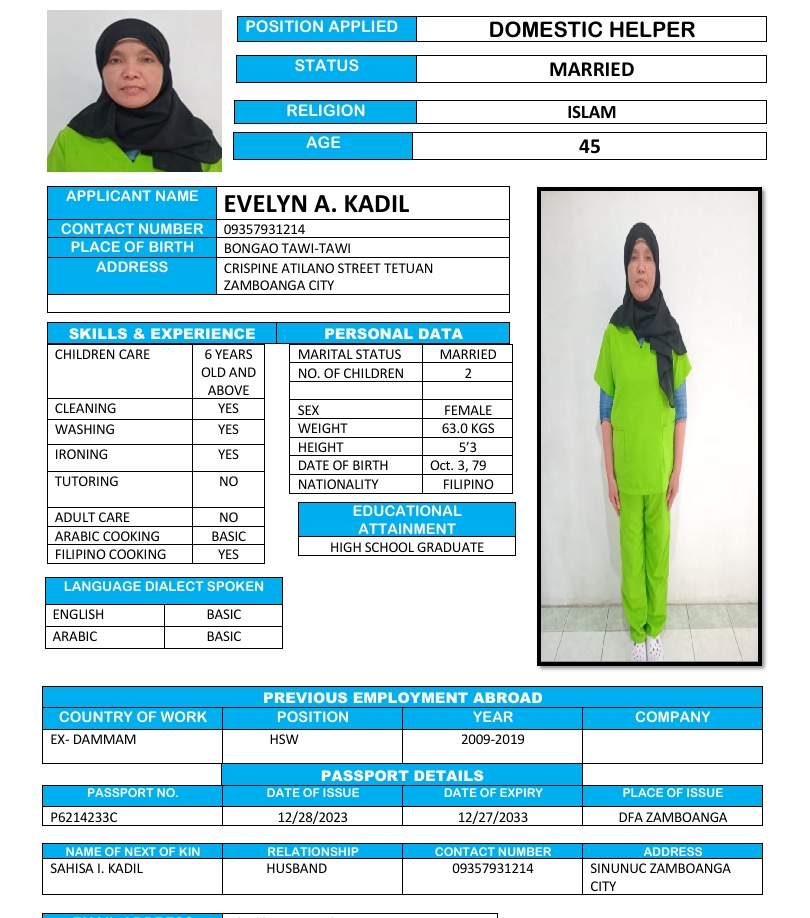 POSITION APPLIED DOMESTIC HELPER
STATUS MARRIED
RELIGION ISLAM
AGE 45
APPLICANT NAME EVELYN A. KADIL
CONTACT NUMBER 09357931214
PLACE OF BIRTH BONGAO TAWI-TAWI
ADDRESS CRISPINE ATILANO STREET TETUAN
ZAMBOANGA CITY
SKILLS & EXPERIENCE
CHILDREN CARE 6 YEARS
OLD AND
ABOVE
CLEANING YES
WASHING YES
IRONING YES
TUTORING NO
ADULT CARE NO
ARABIC COOKING BASIC
FILIPINO COOKING YES
PERSONAL DATA
MARITAL STATUS MARRIED
NO. OF CHILDREN 2
SEX FEMALE
WEIGHT 63.0 KGS
HEIGHT 5’3
DATE OF BIRTH Oct. 3, 79
NATIONALITY FILIPINO
EDUCATIONAL
ATTAINMENT
HIGH SCHOOL GRADUATE
LANGUAGE DIALECT SPOKEN
ENGLISH BASIC
ARABIC BASIC
PREVIOUS EMPLOYMENT ABROAD
COUNTRY OF WORK POSITION YEAR COMPANY
EX- DAMMAM HSW 2009-2019
PASSPORT DETAILS
PASSPORT NO. DATE OF ISSUE DATE OF EXPIRY PLACE OF ISSUE
P6214233C 12/28/2023 12/27/2033 DFA ZAMBOANGA
NAME OF NEXT OF KIN RELATIONSHIP CONTACT NUMBER ADDRESS
SAHISA I. KADIL HUSBAND 09357931214 SINUNUC ZAMBOANGA
CITY